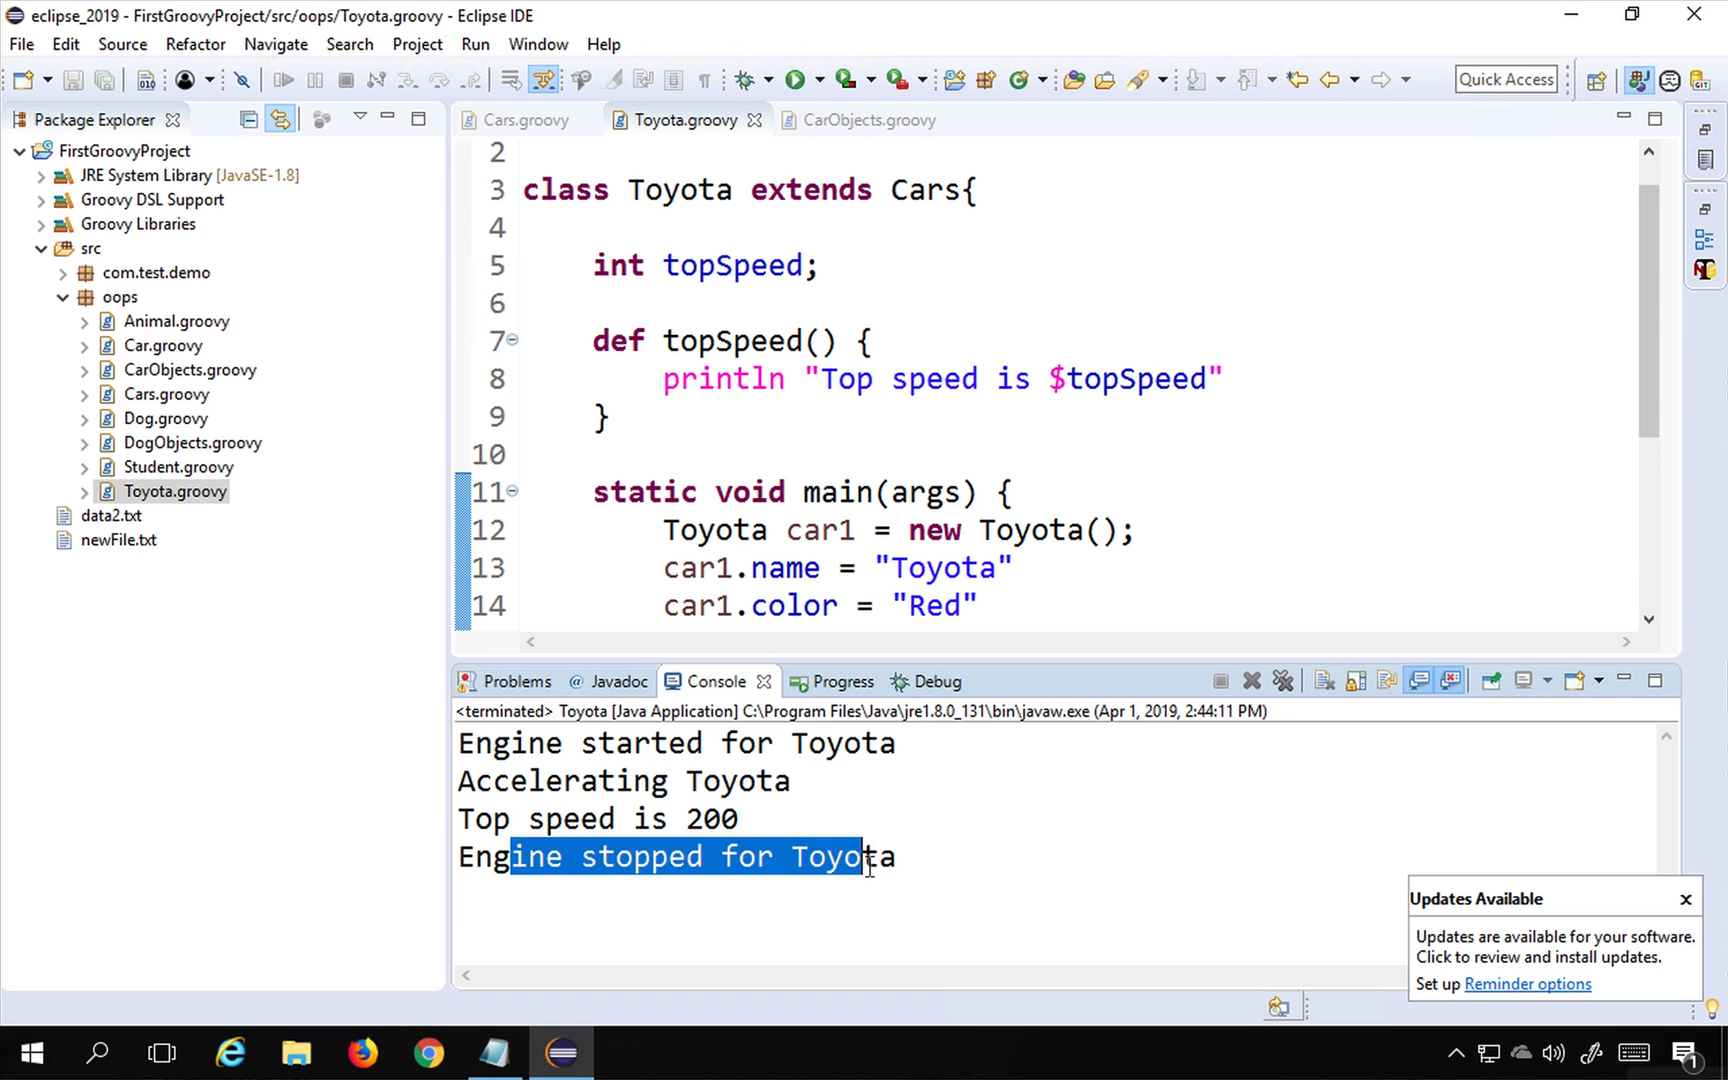 eclipse_2019 - FirstGroovyProject/src/oops/Toyota.groovy - Eclipse IDE
File Edit Source Refactor Navigate Search Project Run Window Help
Quick Access
Package Explorer
FirstGroovyProject
JRE System Library [JavaSE-1.8]
Groovy DSL Support
Groovy Libraries
src
com.test.demo
oops
Animal.groovy
Car.groovy
CarObjects.groovy
Cars.groovy
Dog.groovy
DogObjects.groovy
Student.groovy
Toyota.groovy
data2.txt
newFile.txt
Cars.groovy Toyota.groovy CarObjects.groovy
2
3 class Toyota extends Cars{
4
5 int topSpeed;
6
7 def topSpeed() {
8 println "Top speed is $topSpeed"
9 }
10
11 static void main(args) {
12 Toyota car1 = new Toyota();
13 car1.name = "Toyota"
14 car1.color = "Red"
Problems @ Javadoc Console Progress Debug
<terminated> Toyota [Java Application] C:\Program Files\Java\jre1.8.0_131\bin\javaw.exe (Apr 1, 2019, 2:44:11 PM)
Engine started for Toyota
Accelerating Toyota
Top speed is 200
Engine stopped for Toyota
Updates Available
Updates are available for your software.
Click to review and install updates.
Set up Reminder options
1